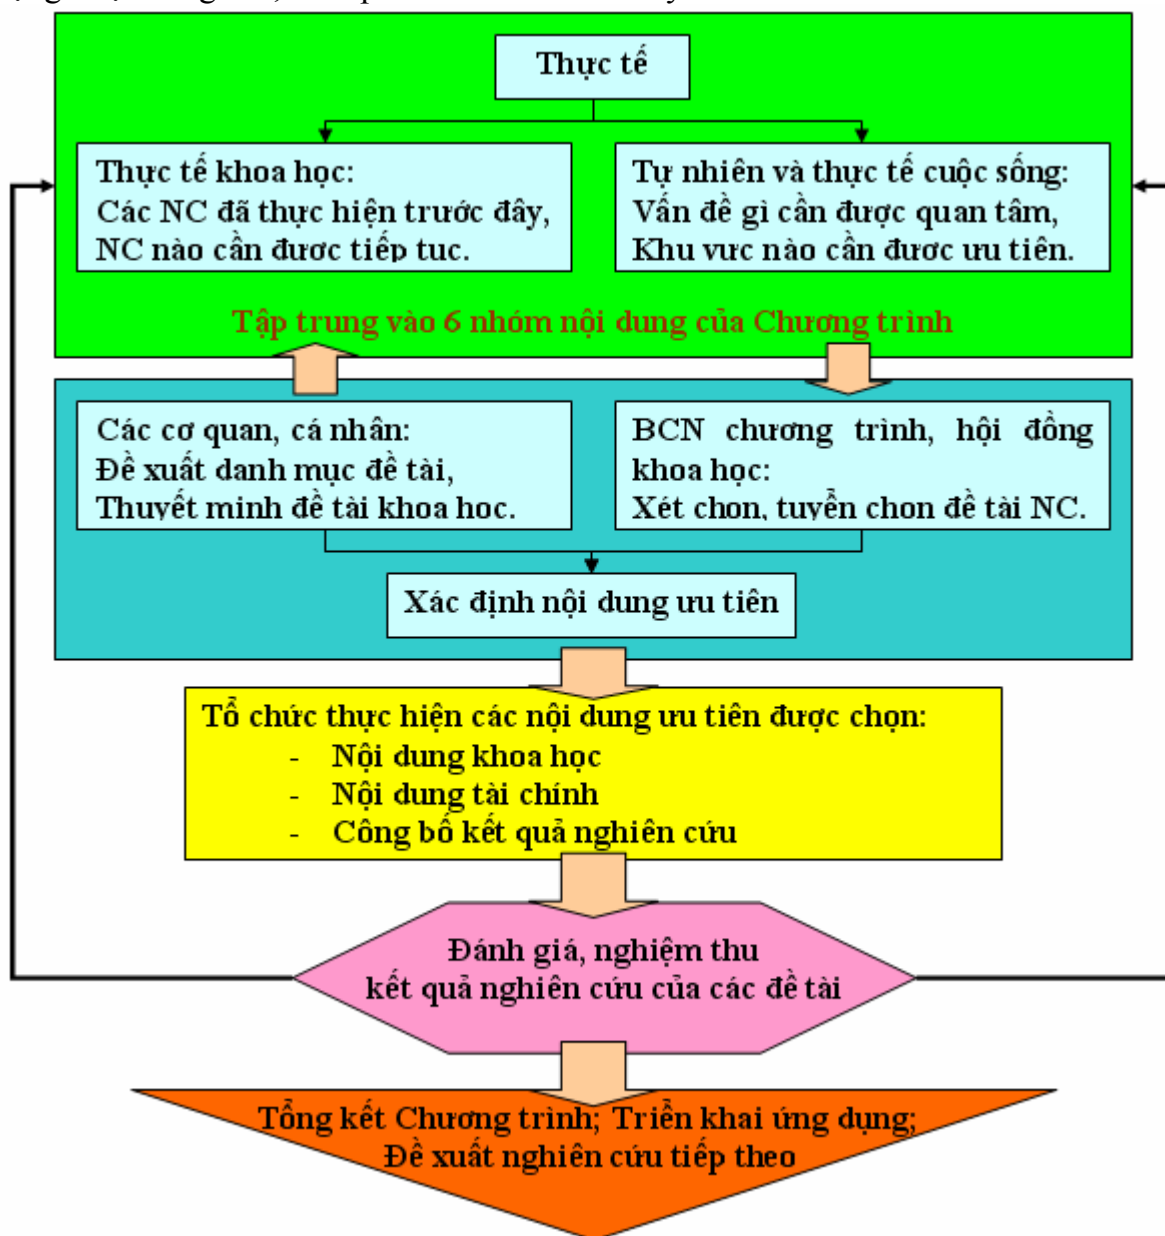 Thực tế
Thực tế khoa học:
Các NC đã thực hiện trước đây,
NC nào cần được tiếp tục.
Tự nhiên và thực tế cuộc sống:
Vấn đề gì cần được quan tâm,
Khu vực nào cần được ưu tiên.
Tập trung vào 6 nhóm nội dung của Chương trình
Các cơ quan, cá nhân:
Đề xuất danh mục đề tài,
Thuyết minh đề tài khoa học.
BCN chương trình, hội đồng
khoa học:
Xét chọn, tuyển chọn đề tài NC.
Xác định nội dung ưu tiên
Tổ chức thực hiện các nội dung ưu tiên được chọn:
- Nội dung khoa học
- Nội dung tài chính
- Công bố kết quả nghiên cứu
Đánh giá, nghiệm thu
kết quả nghiên cứu của các đề tài
Tổng kết Chương trình; Triển khai ứng dụng;
Đề xuất nghiên cứu tiếp theo